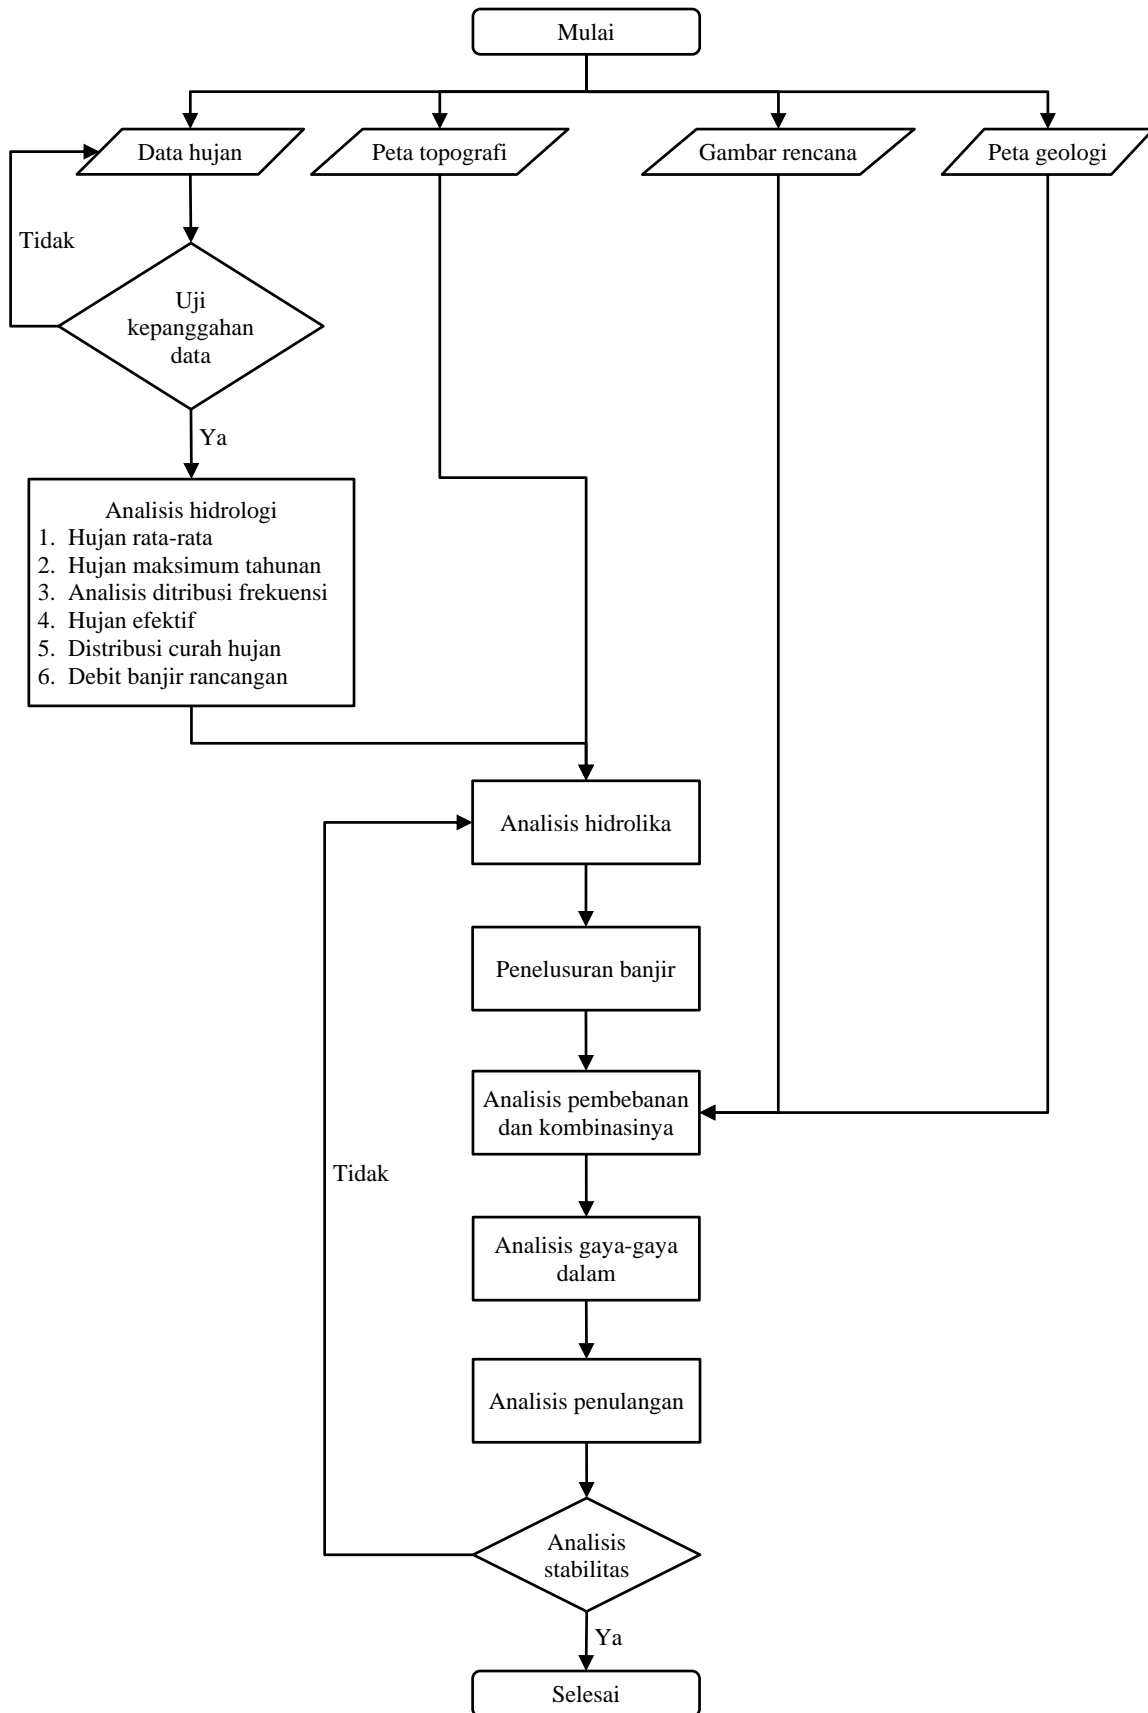 Mulai
Data hujan
Peta topografi
Gambar rencana
Peta geologi
Tidak
Uji
kepanggahan
data
Ya
Analisis hidrologi
1. Hujan rata-rata
2. Hujan maksimum tahunan
3. Analisis ditribusi frekuensi
4. Hujan efektif
5. Distribusi curah hujan
6. Debit banjir rancangan
Analisis hidrolika
Penelusuran banjir
Analisis pembebanan
dan kombinasinya
Tidak
Analisis gaya-gaya
dalam
Analisis penulangan
Analisis
stabilitas
Ya
Selesai